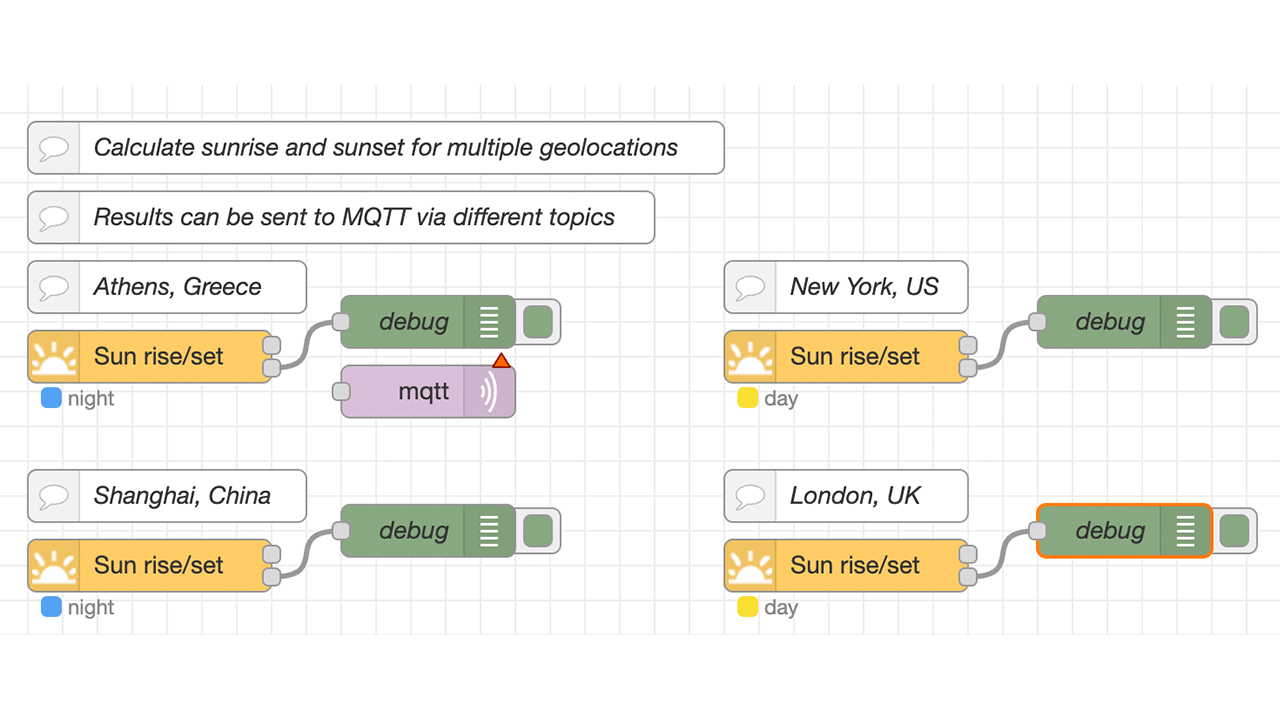 Calculate sunrise and sunset for multiple geolocations
Results can be sent to MQTT via different topics
Athens, Greece
debug
Sun rise/set
mqtt
night
New York, US
debug
Sun rise/set
day
Shanghai, China
debug
Sun rise/set
night
London, UK
debug
Sun rise/set
day